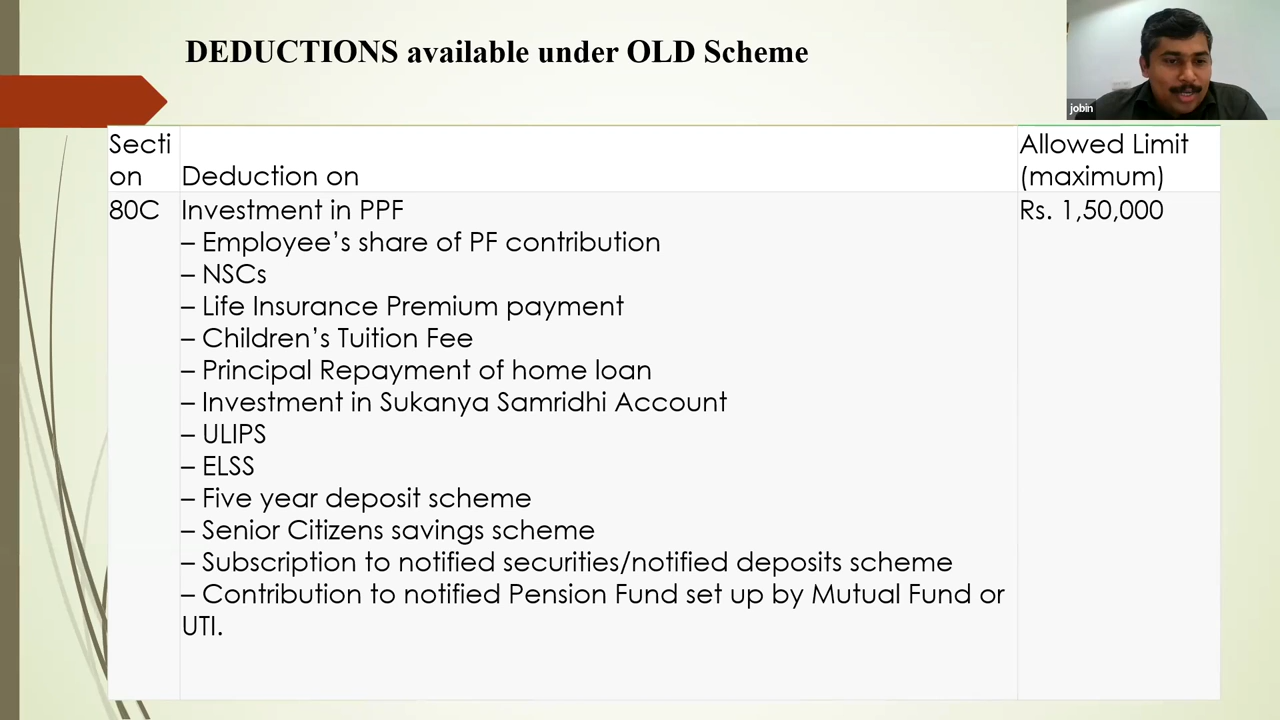 DEDUCTIONS available under OLD Scheme
jobin
Secti
on
Deduction on
Allowed Limit
(maximum)
80C
Investment in PPF
Rs. 1,50,000
– Employee’s share of PF contribution
– NSCs
– Life Insurance Premium payment
– Children’s Tuition Fee
– Principal Repayment of home loan
– Investment in Sukanya Samridhi Account
– ULIPS
– ELSS
– Five year deposit scheme
– Senior Citizens savings scheme
– Subscription to notified securities/notified deposits scheme
– Contribution to notified Pension Fund set up by Mutual Fund or
UTI.